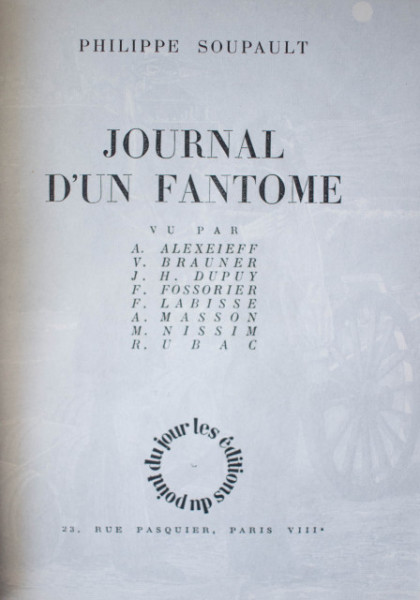 PHILIPPE SOUPAULT
JOURNAL
D'UN FANTOME
VU PAR
A. ALEXEIEFF
V. BRAUNER
J. H. DUPUY
F. FOSSORIER
F. LABISSE
A. MASSON
M. NISSIM
R. UBAC
les éditions du point du jour
23, RUE PASQUIER, PARIS VIIIe